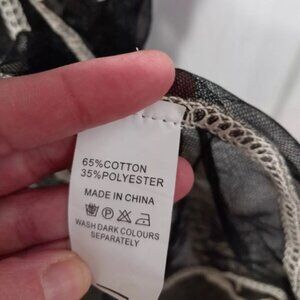 65%COTTON
35%POLYESTER
MADE IN CHINA
WASH DARK COLOURS
SEPARATELY